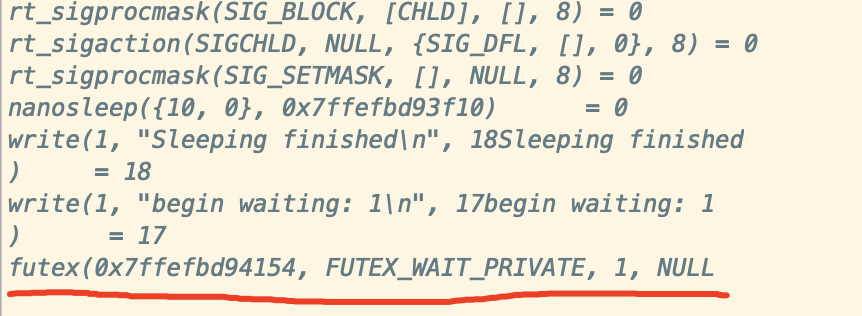 rt_sigprocmask(SIG_BLOCK, [CHLD], [], 8) = 0
rt_sigaction(SIGCHLD, NULL, {SIG_DFL, [], 0}, 8) = 0
rt_sigprocmask(SIG_SETMASK, [], NULL, 8) = 0
nanosleep({10, 0}, 0x7ffefbd93f10)      = 0
write(1, "Sleeping finished\n", 18Sleeping finished
)     = 18
write(1, "begin waiting: 1\n", 17begin waiting: 1
)      = 17
futex(0x7ffefbd94154, FUTEX_WAIT_PRIVATE, 1, NULL